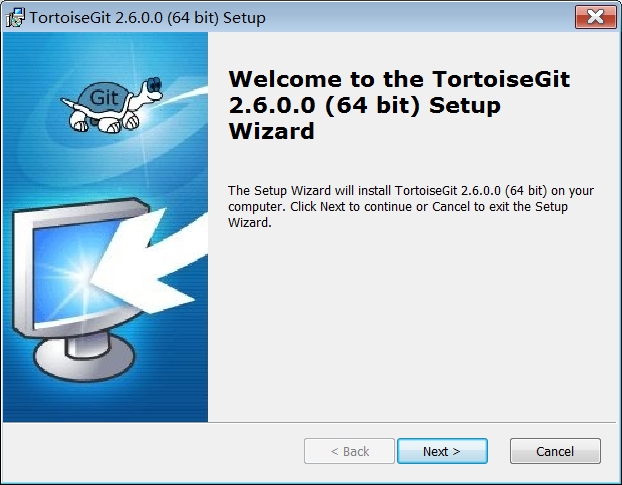 TortoiseGit 2.6.0.0 (64 bit) Setup
Git
Welcome to the TortoiseGit
2.6.0.0 (64 bit) Setup
Wizard
The Setup Wizard will install TortoiseGit 2.6.0.0 (64 bit) on your
computer. Click Next to continue or Cancel to exit the Setup
Wizard.
< Back
Next >
Cancel